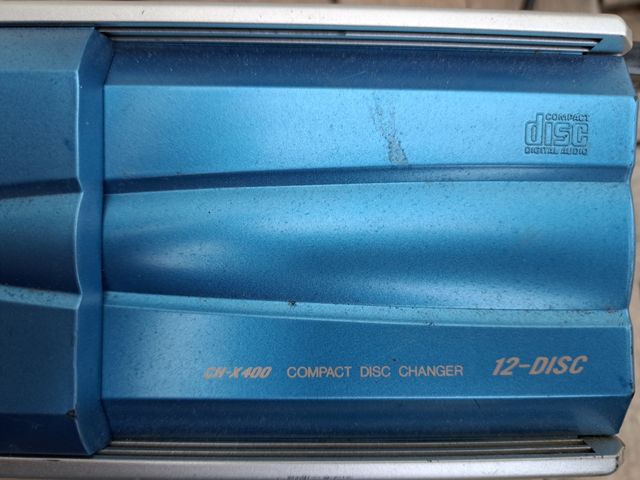 COMPACT
disc
DIGITAL AUDIO
CH-X400 COMPACT DISC CHANGER 12-DISC